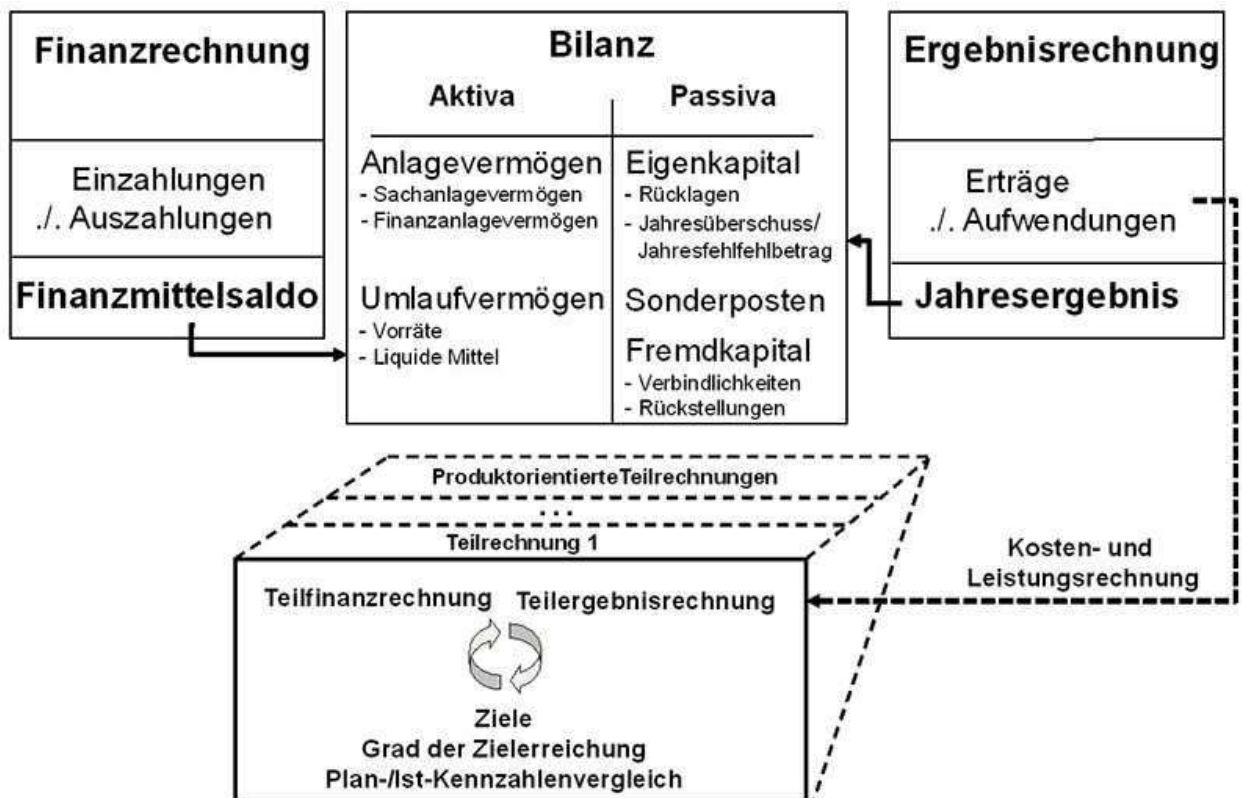 Finanzrechnung
Einzahlungen
./. Auszahlungen
Finanzmittelsaldo
Bilanz
Aktiva
Passiva
Anlagevermögen
- Sachanlagevermögen
- Finanzanlagevermögen
Umlaufvermögen
- Vorräte
- Liquide Mittel
Eigenkapital
- Rücklagen
- Jahresüberschuss/
Jahresfehlfehlbetrag
Sonderposten
Fremdkapital
- Verbindlichkeiten
- Rückstellungen
Ergebnisrechnung
Erträge
./. Aufwendungen
Jahresergebnis
Produktorientierte Teilrechnungen
...
Teilrechnung 1
Teilfinanzrechnung
Teilergebnisrechnung
Ziele
Grad der Zielerreichung
Plan-/Ist-Kennzahlenvergleich
Kosten- und
Leistungsrechnung